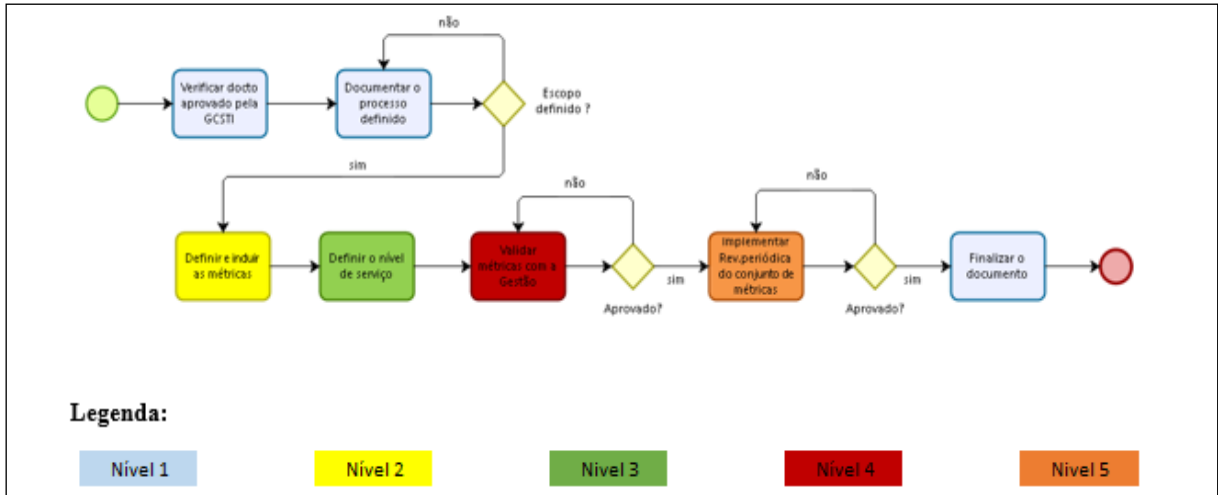 não
Verificar docto
aprovado pela
GCSTI
Documentar o
processo
definido
Escopo
definido ?
sim
não
não
Definir e induir
as métricas
Definir o nível
de serviço
Validar
métricas com a
Gestão
sim
Aprovado?
Implementar
Rev.periódica
do conjunto de
métricas
sim
Aprovado?
Finalizar o
documento
Legenda:
Nível 1
Nível 2
Nível 3
Nível 4
Nível 5